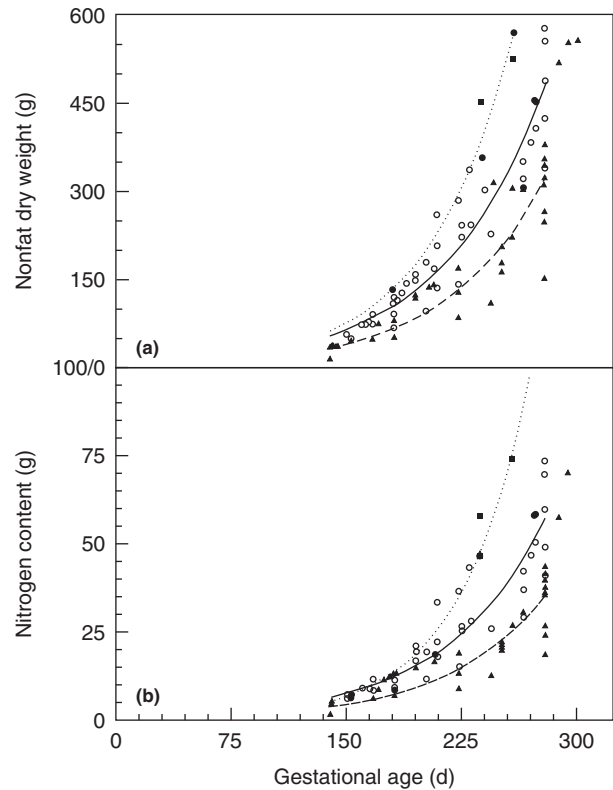 600
450
300
150
Nonfat dry weight (g)
(a)
100/0
75
50
25
0
Nitrogen content (g)
(b)
0
75
150
225
300
Gestational age (d)